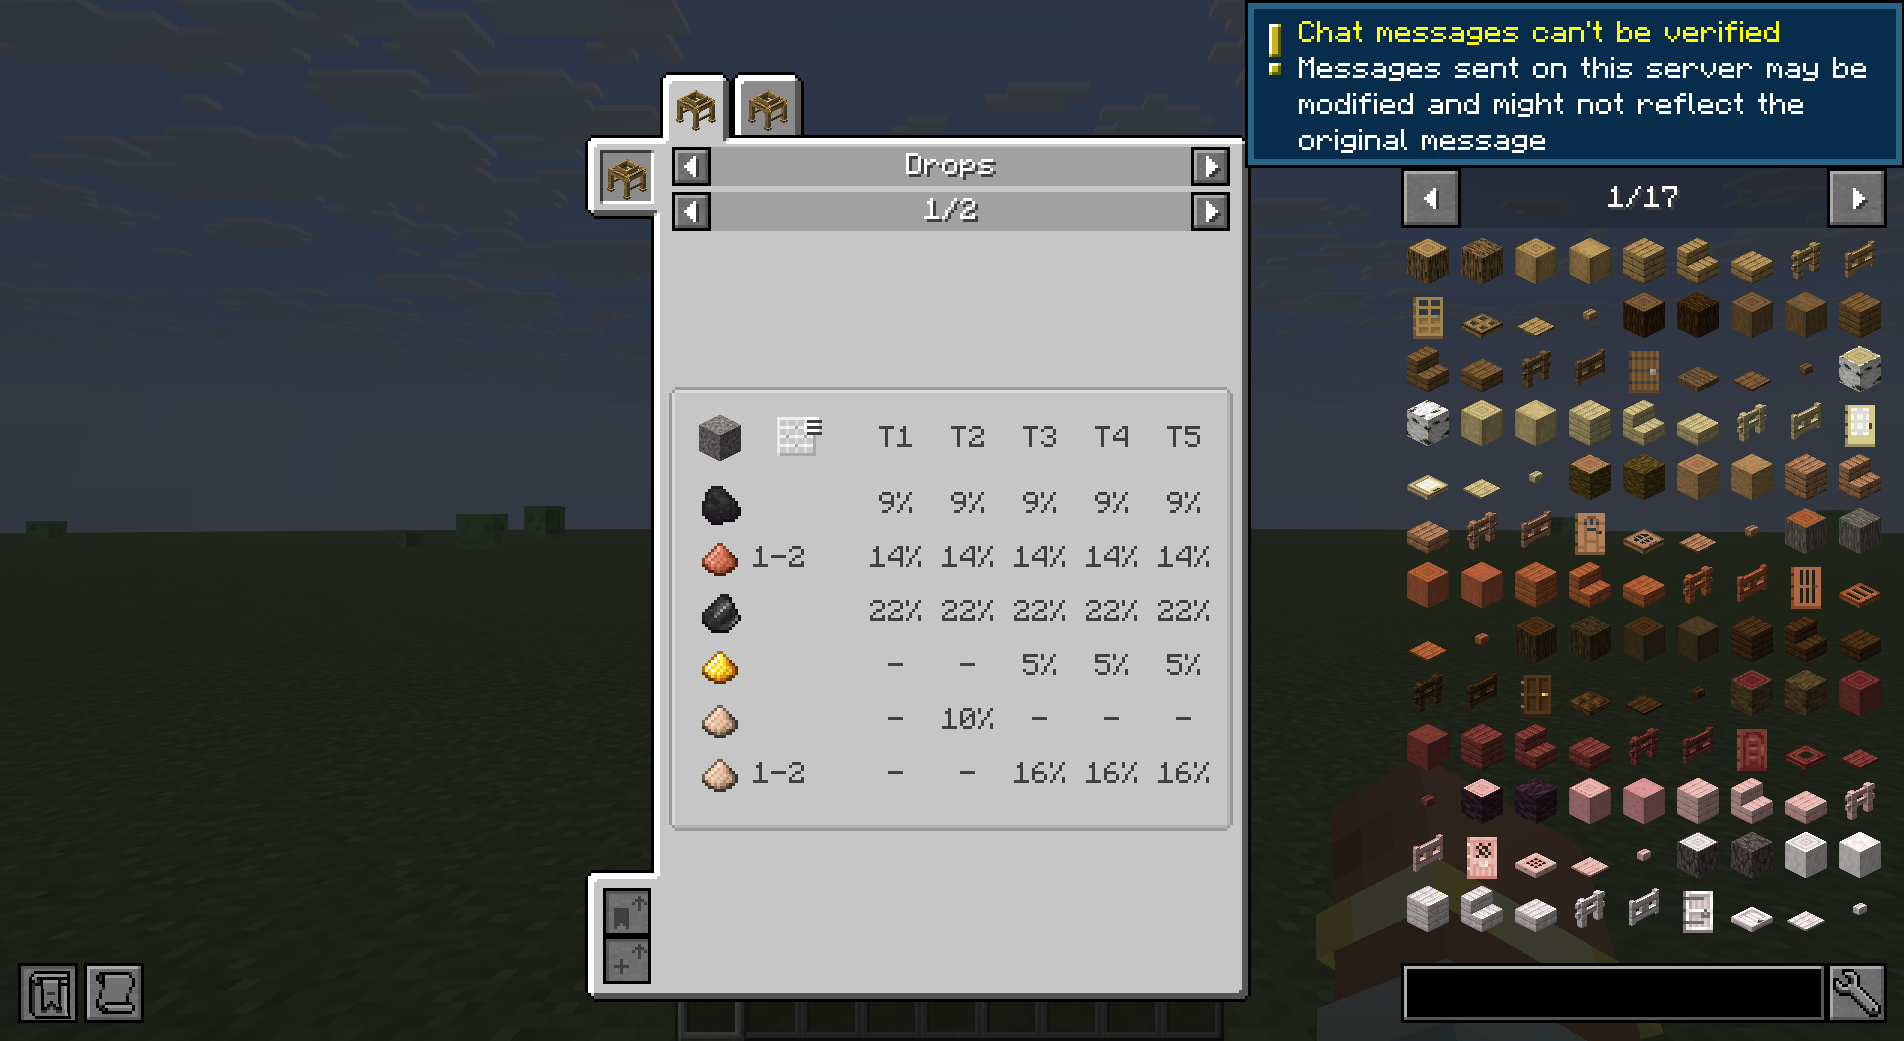 Chat messages can't be verified
Messages sent on this server may be
modified and might not reflect the
original message
Drops
1/2
1/17
T1 T2 T3 T4 T5
9% 9% 9% 9% 9%
1-2 14% 14% 14% 14% 14%
22% 22% 22% 22% 22%
- - 5% 5% 5%
- 10% - - -
1-2 - - 16% 16% 16%